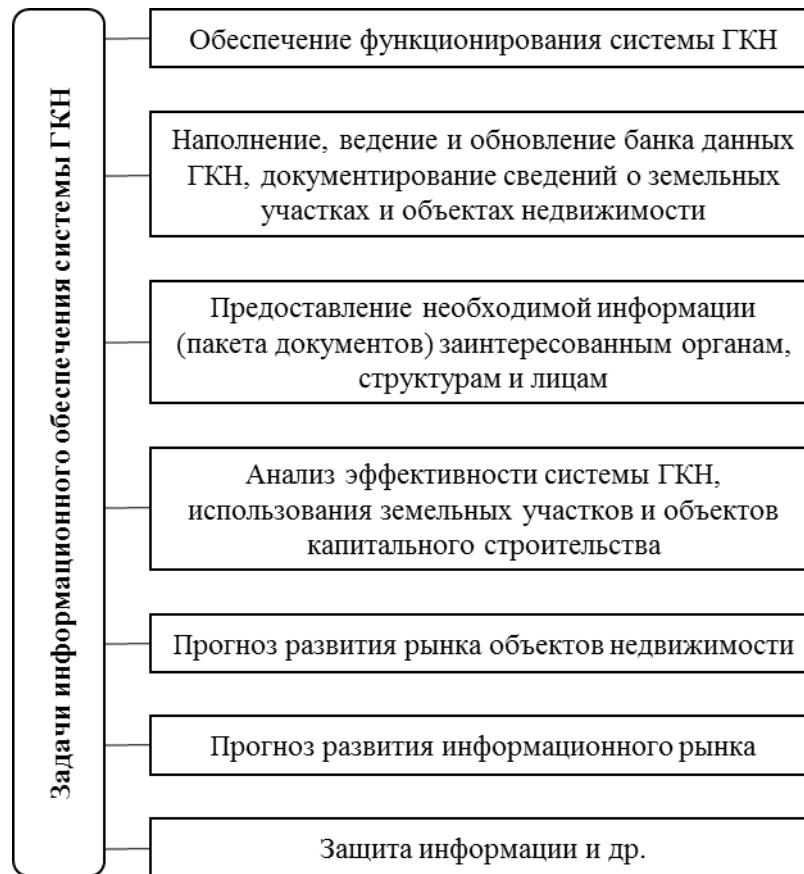 Задачи информационного обеспечения системы ГКН
Обеспечение функционирования системы ГКН
Наполнение, ведение и обновление банка данных
ГКН, документирование сведений о земельных
участках и объектах недвижимости
Предоставление необходимой информации
(пакета документов) заинтересованным органам,
структурам и лицам
Анализ эффективности системы ГКН,
использования земельных участков и объектов
капитального строительства
Прогноз развития рынка объектов недвижимости
Прогноз развития информационного рынка
Защита информации и др.